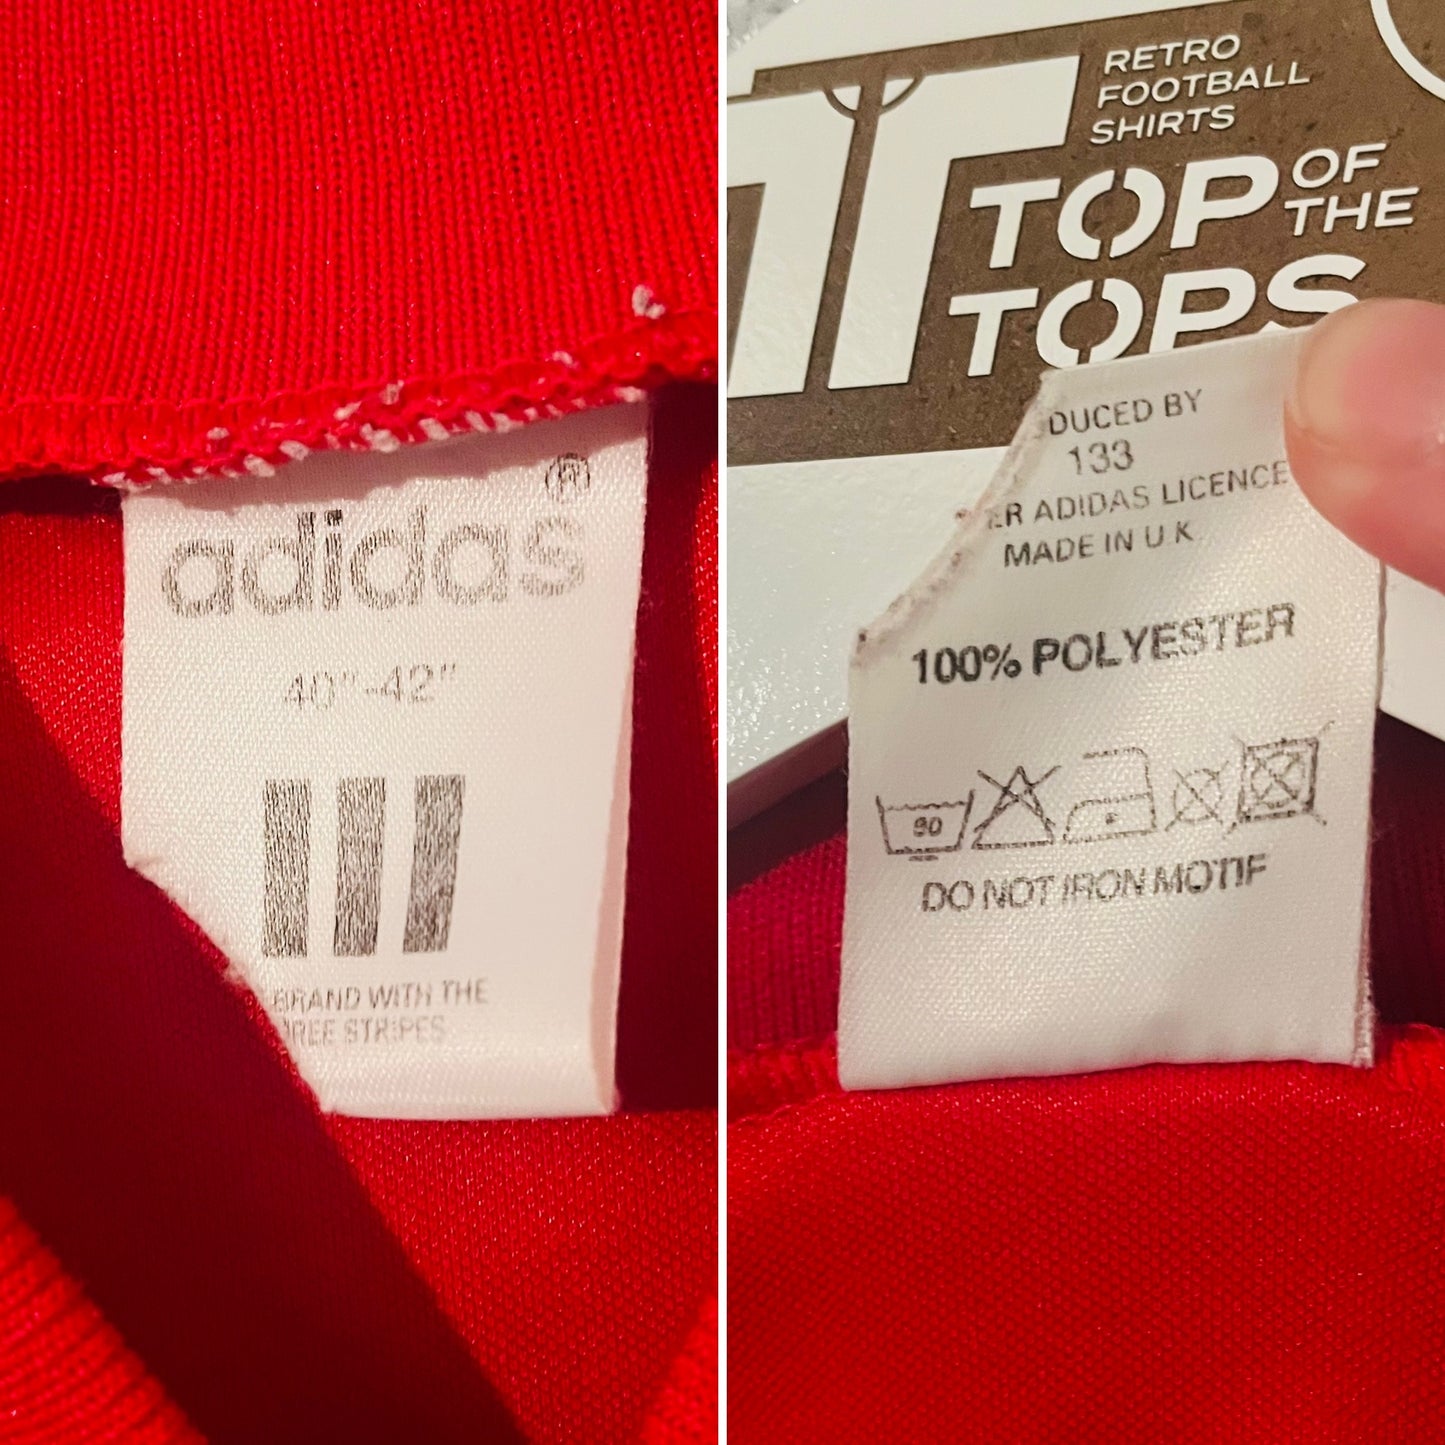 adidas®
40"-42"
BRAND WITH THE
REE STRIPES
RETRO
FOOTBALL
SHIRTS
TOP OF THE
TOPS
DUCED BY
133
ER ADIDAS LICENCE
MADE IN U.K
100% POLYESTER
DO NOT IRON MOTIF